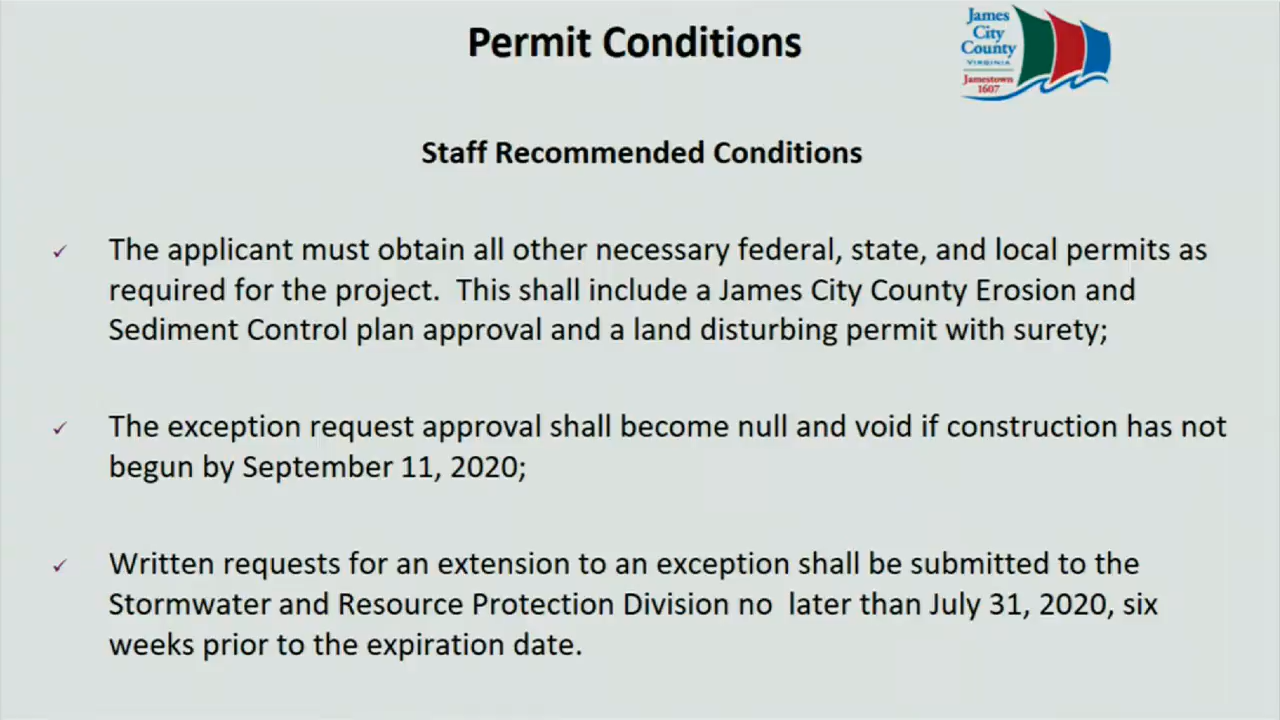 Permit Conditions
James
City
County
VIRGINIA
Jamestown
1607
Staff Recommended Conditions
The applicant must obtain all other necessary federal, state, and local permits as
required for the project.  This shall include a James City County Erosion and
Sediment Control plan approval and a land disturbing permit with surety;
The exception request approval shall become null and void if construction has not
begun by September 11, 2020;
Written requests for an extension to an exception shall be submitted to the
Stormwater and Resource Protection Division no  later than July 31, 2020, six
weeks prior to the expiration date.